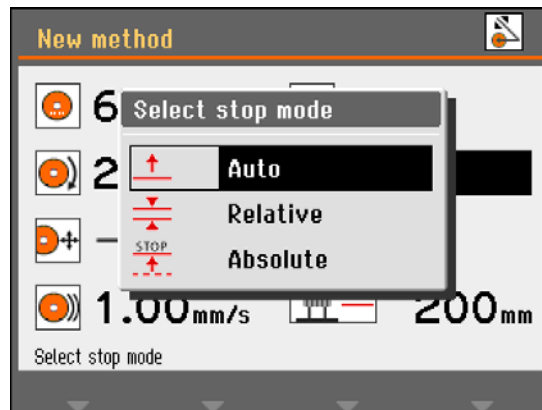 New method
6
Select stop mode
2
Auto
Relative
STOP
Absolute
1.00mm/s
200mm
Select stop mode